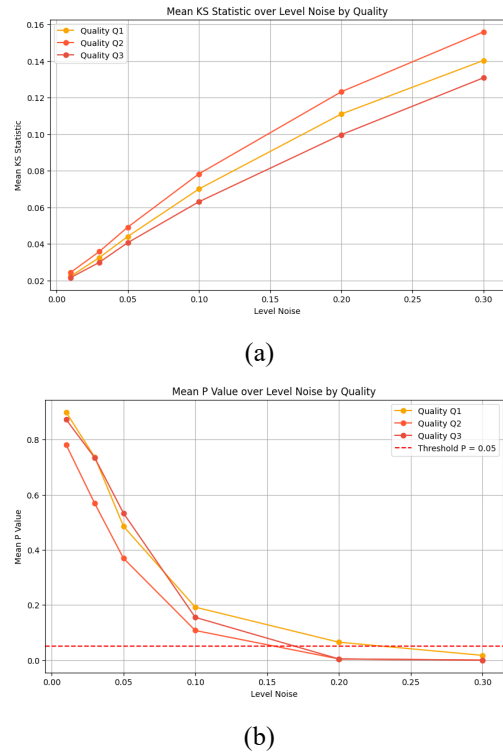 Mean KS Statistic over Level Noise by Quality
0.16
0.14
0.12
0.10
0.08
0.06
0.04
0.02
Mean KS Statistic
Quality Q1
Quality Q2
Quality Q3
0.00 0.05 0.10 0.15 0.20 0.25 0.30
Level Noise
(a)
Mean P Value over Level Noise by Quality
0.8
0.6
0.4
0.2
0.0
Mean P Value
Quality Q1
Quality Q2
Quality Q3
Threshold P = 0.05
0.00 0.05 0.10 0.15 0.20 0.25 0.30
Level Noise
(b)